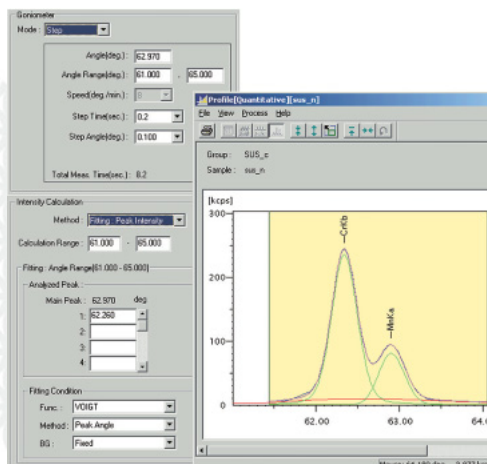 Goniometer
Mode : Step
Angle(deg.) : 62.970
Angle Range(deg.) : 61.000 - 65.000
Speed(deg./min.) : 8
Step Time(sec.) : 0.2
Step Angle(deg.) : 0.100
Total Meas. Time(sec.) : 8.2
Intensity Calculation
Method : Fitting : Peak Intensity
Calculation Range : 61.000 - 65.000
Fitting : Angle Range[61.000 - 65.000]
Analyzed Peak :
Main Peak : 62.970 deg
1: 62.260
2:
3:
4:
Fitting Condition
Func. : VOIGT
Method : Peak Angle
BG : Fixed
Profile[Quantitative][sus_n]
File View Process Help
Group : SUS_c
Sample : sus_n
[kcps]
300
200
100
0
CrKb
MnKa
62.00 63.00 64.0